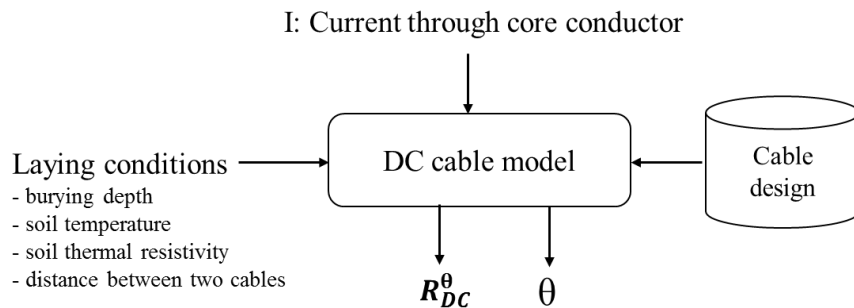 I: Current through core conductor
DC cable model
Cable
design
Laying conditions
- burying depth
- soil temperature
- soil thermal resistivity
- distance between two cables
R_{DC}^{θ}
θ